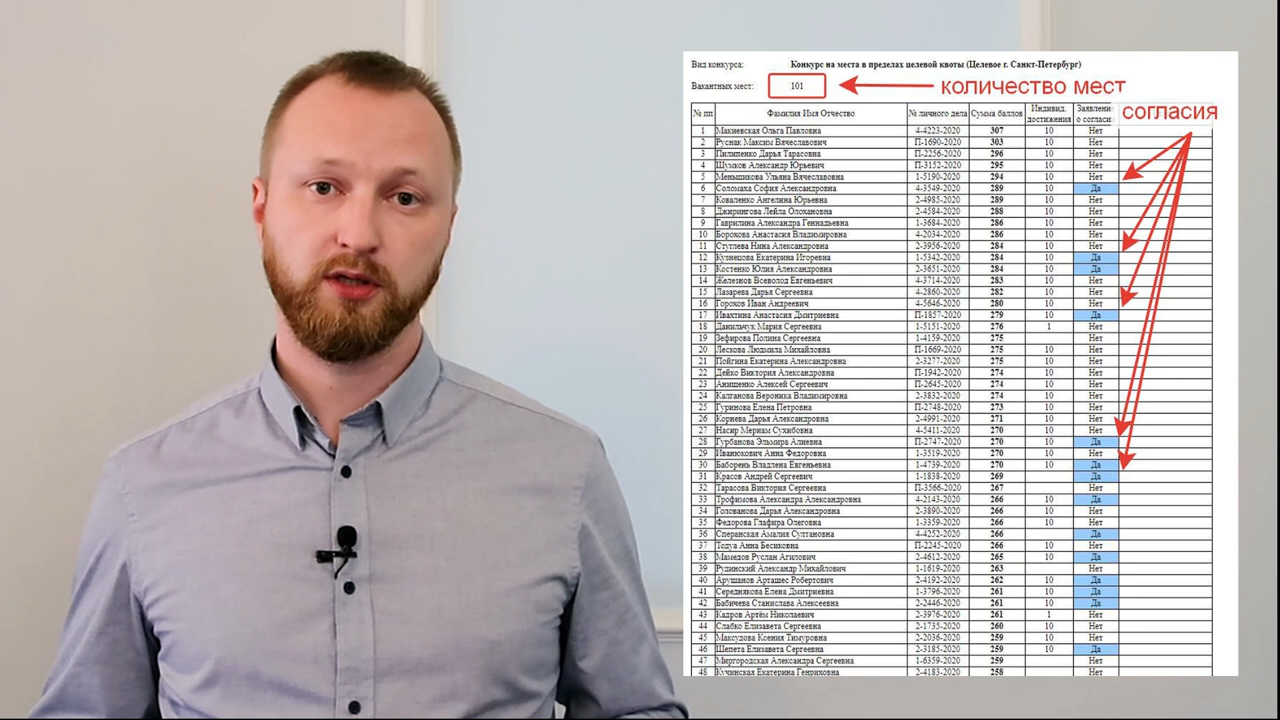 Вид конкурса: Конкурс на места в пределах целевой квоты (Целевое г. Санкт-Петербург)
Вакантных мест: 101 количество мест
согласия
№ пп Фамилия Имя Отчество № личного дела Сумма баллов Индивид. достижения Заявление о согласии
1 Макиевская Ольга Павловна 4-4223-2020 307 10 Нет
2 Руснак Максим Вячеславович П-1690-2020 303 10 Нет
3 Пилипенко Дарья Тарасовна П-2256-2020 296 10 Нет
4 Шумков Александр Юрьевич П-3152-2020 295 10 Нет
5 Меньшикова Ульяна Вячеславовна 1-5190-2020 294 10 Нет
6 Соломаха София Александровна 4-3549-2020 289 10 Да
7 Коваленко Ангелина Юрьевна 2-4985-2020 289 10 Нет
8 Джирингова Лейла Олохановна 2-4584-2020 288 10 Нет
9 Гаврилина Александра Геннадьевна 1-3684-2020 286 10 Нет
10 Борохова Анастасия Владимировна 4-2034-2020 286 10 Нет
11 Стуглева Нина Александровна 2-3956-2020 284 10 Нет
12 Кузнецова Екатерина Игоревна 1-5342-2020 284 10 Да
13 Костенко Юлия Александровна 2-3651-2020 284 10 Да
14 Железнов Всеволод Евгеньевич 4-3714-2020 283 10 Нет
15 Лазарева Дарья Сергеевна 4-2860-2020 282 10 Нет
16 Горохов Иван Андреевич 4-5646-2020 280 10 Нет
17 Ивахтина Анастасия Дмитриевна П-1857-2020 279 10 Да
18 Данильчук Мария Сергеевна 1-5151-2020 276 1 Нет
19 Зефирова Полина Сергеевна 1-4159-2020 275 Нет
20 Лескова Людмила Михайловна П-1669-2020 275 10 Нет
21 Пойгина Екатерина Александровна 2-3277-2020 275 10 Нет
22 Дейко Виктория Александровна П-1942-2020 274 10 Нет
23 Анищенко Алексей Сергеевич П-2645-2020 274 10 Нет
24 Калганова Вероника Владимировна 2-3832-2020 274 10 Нет
25 Гуринова Елена Петровна П-2748-2020 273 10 Нет
26 Корнева Дарья Александровна 2-4991-2020 271 10 Нет
27 Насир Мериам Сухибовна 4-5411-2020 270 10 Нет
28 Гурбанова Эльмира Алиевна П-2747-2020 270 10 Да
29 Иванюкович Анна Федоровна 1-3519-2020 270 10 Нет
30 Баборень Владлена Евгеньевна 1-4739-2020 270 10 Да
31 Красов Андрей Сергеевич 1-1838-2020 269 Да
32 Тарасова Виктория Сергеевна П-3566-2020 267 Нет
33 Трофимова Александра Александровна 4-2143-2020 266 10 Да
34 Голованова Дарья Александровна 2-3890-2020 266 10 Нет
35 Федорова Глафира Олеговна 1-3359-2020 266 10 Нет
36 Сперанская Амалия Султановна 4-4252-2020 266 Да
37 Тодуа Анна Бесиковна П-2245-2020 266 10 Нет
38 Мамедов Руслан Агилович 2-4612-2020 265 10 Да
39 Рудинский Александр Михайлович 1-1619-2020 263 Нет
40 Арушанов Арташес Робертович 2-4192-2020 262 10 Да
41 Середнякова Елена Дмитриевна 1-3796-2020 261 10 Да
42 Бабичева Станислава Алексеевна 2-2446-2020 261 10 Да
43 Кадров Артём Николаевич 2-3976-2020 261 1 Нет
44 Слабко Елизавета Сергеевна 2-1735-2020 260 10 Нет
45 Максудова Ксения Тимуровна 2-2036-2020 259 10 Нет
46 Шепета Елизавета Сергеевна 2-3185-2020 259 10 Да
47 Миргородская Александра Сергеевна 1-6359-2020 259 Нет
48 Кучинская Екатерина Генриховна 2-4183-2020 258 Нет